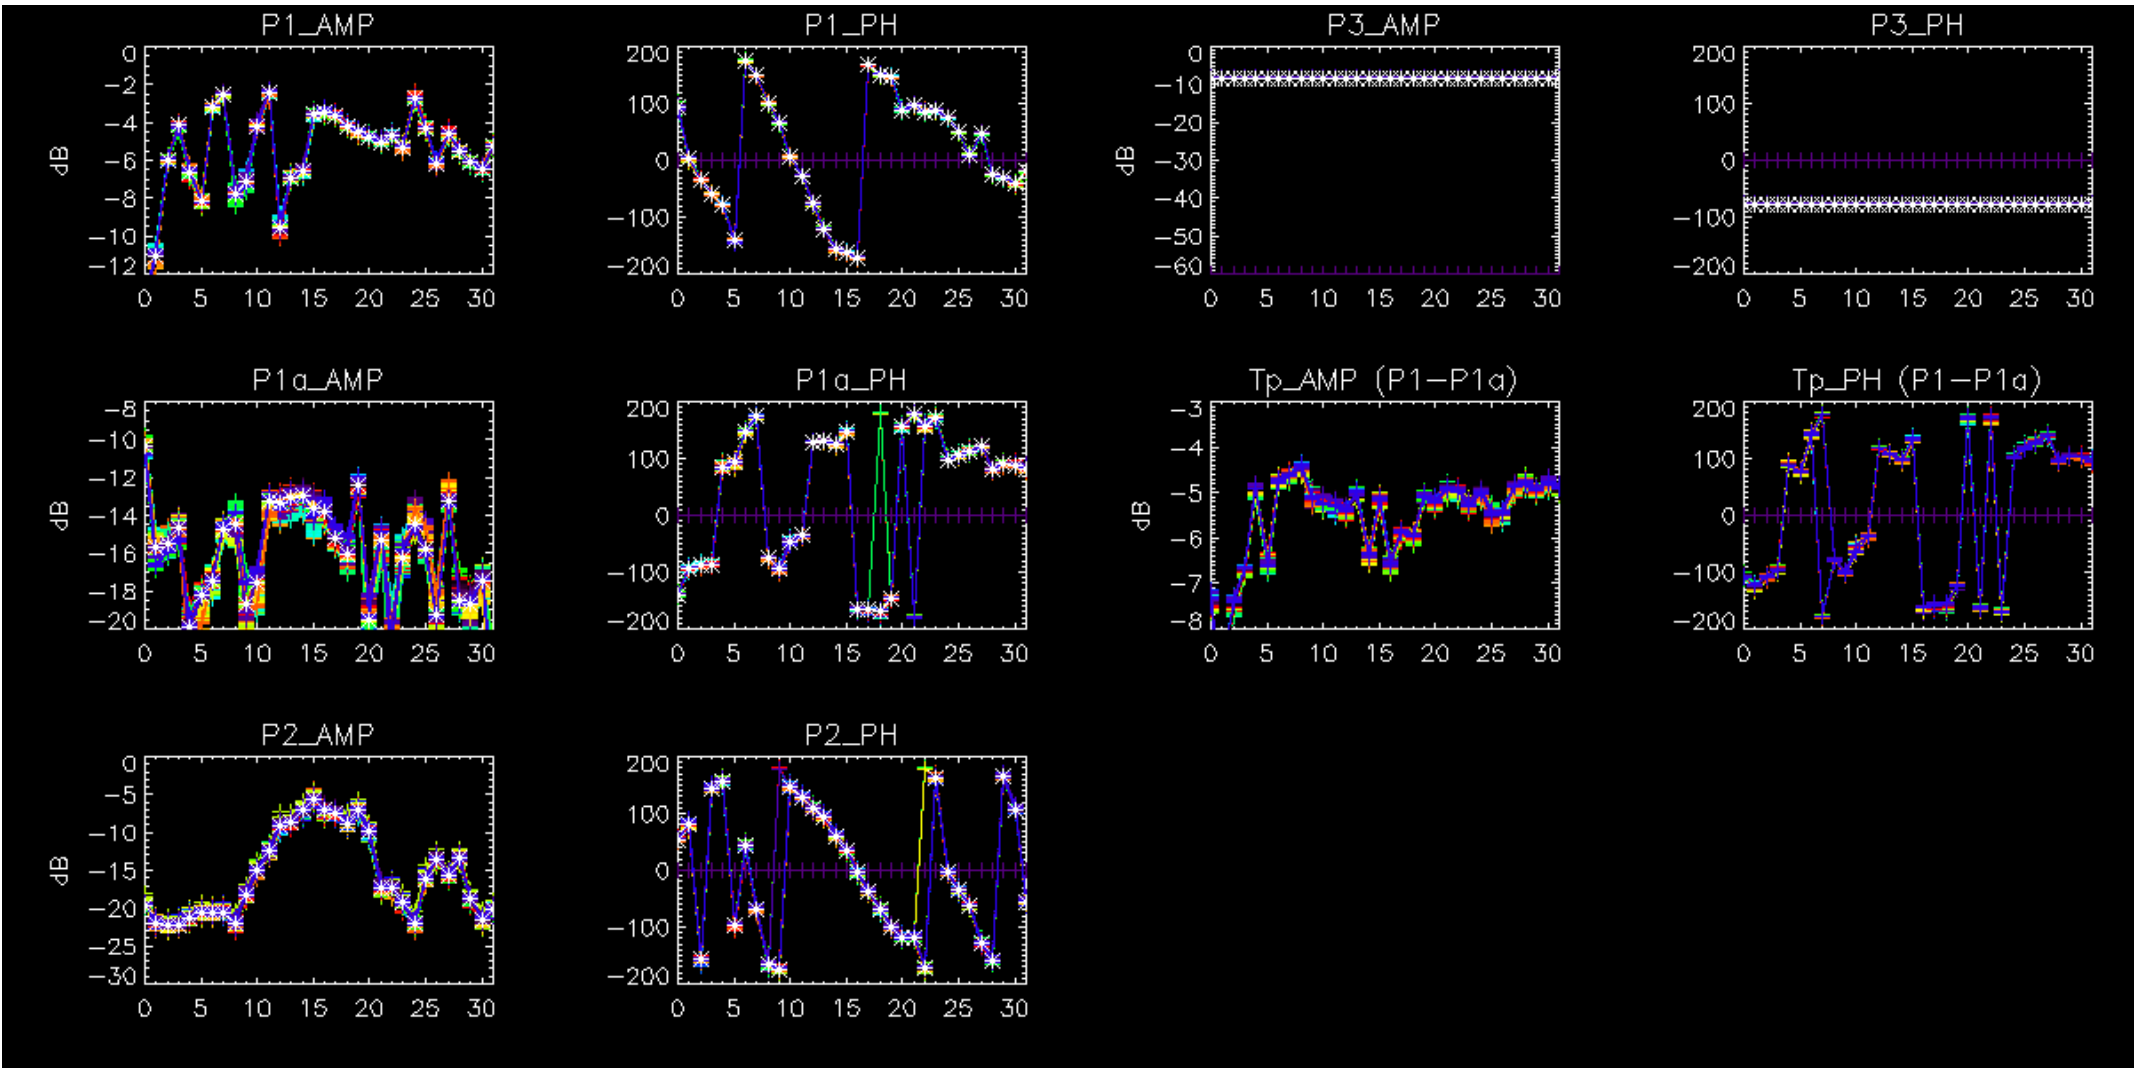 P1_AMP
dB
0
−2
−4
−6
−8
−10
−12
0 5 10 15 20 25 30
P1_PH
200
100
0
−100
−200
0 5 10 15 20 25 30
P3_AMP
dB
0
−10
−20
−30
−40
−50
−60
0 5 10 15 20 25 30
P3_PH
200
100
0
−100
−200
0 5 10 15 20 25 30
P1a_AMP
dB
−8
−10
−12
−14
−16
−18
−20
0 5 10 15 20 25 30
P1a_PH
200
100
0
−100
−200
0 5 10 15 20 25 30
Tp_AMP (P1−P1a)
dB
−3
−4
−5
−6
−7
−8
0 5 10 15 20 25 30
Tp_PH (P1−P1a)
200
100
0
−100
−200
0 5 10 15 20 25 30
P2_AMP
dB
0
−5
−10
−15
−20
−25
−30
0 5 10 15 20 25 30
P2_PH
200
100
0
−100
−200
0 5 10 15 20 25 30